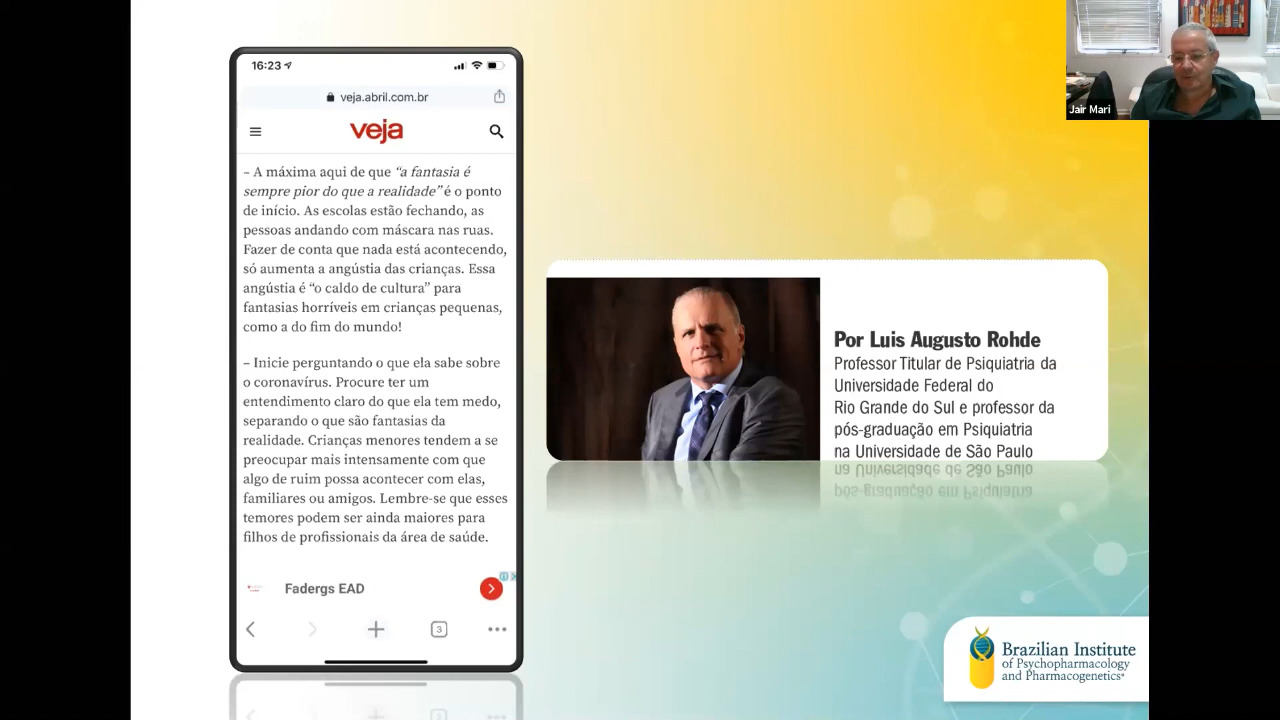 16:23
veja.abril.com.br
veja
– A máxima aqui de que “a fantasia é
sempre pior do que a realidade” é o ponto
de início. As escolas estão fechando, as
pessoas andando com máscara nas ruas.
Fazer de conta que nada está acontecendo,
só aumenta a angústia das crianças. Essa
angústia é “o caldo de cultura” para
fantasias horríveis em crianças pequenas,
como a do fim do mundo!
– Inicie perguntando o que ela sabe sobre
o coronavírus. Procure ter um
entendimento claro do que ela tem medo,
separando o que são fantasias da
realidade. Crianças menores tendem a se
preocupar mais intensamente com que
algo de ruim possa acontecer com elas,
familiares ou amigos. Lembre-se que esses
temores podem ser ainda maiores para
filhos de profissionais da área de saúde.
Fadergs EAD
3
Jair Mari
Por Luis Augusto Rohde
Professor Titular de Psiquiatria da
Universidade Federal do
Rio Grande do Sul e professor da
pós-graduação em Psiquiatria
na Universidade de São Paulo
Brazilian Institute
of Psychopharmacology
and Pharmacogenetics